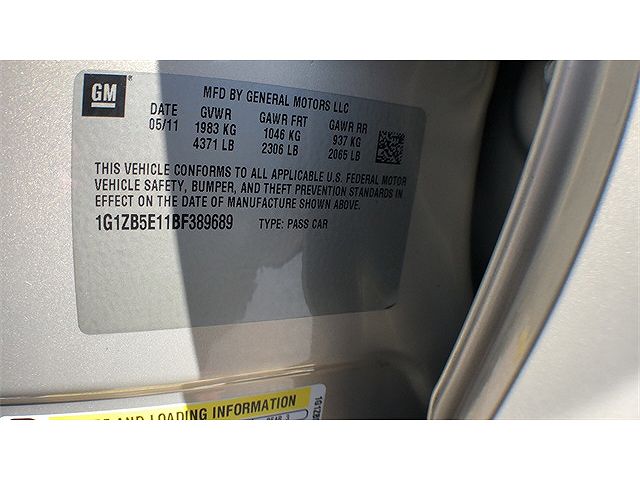 GM ®
MFD BY GENERAL MOTORS LLC
DATE GVWR GAWR FRT GAWR RR
05/11 1983 KG 1046 KG 937 KG
4371 LB 2306 LB 2065 LB
THIS VEHICLE CONFORMS TO ALL APPLICABLE U.S. FEDERAL MOTOR
VEHICLE SAFETY, BUMPER, AND THEFT PREVENTION STANDARDS IN
EFFECT ON THE DATE OF MANUFACTURE SHOWN ABOVE.
1G1ZB5E11BF389689 TYPE: PASS CAR
AND LOADING INFORMATION